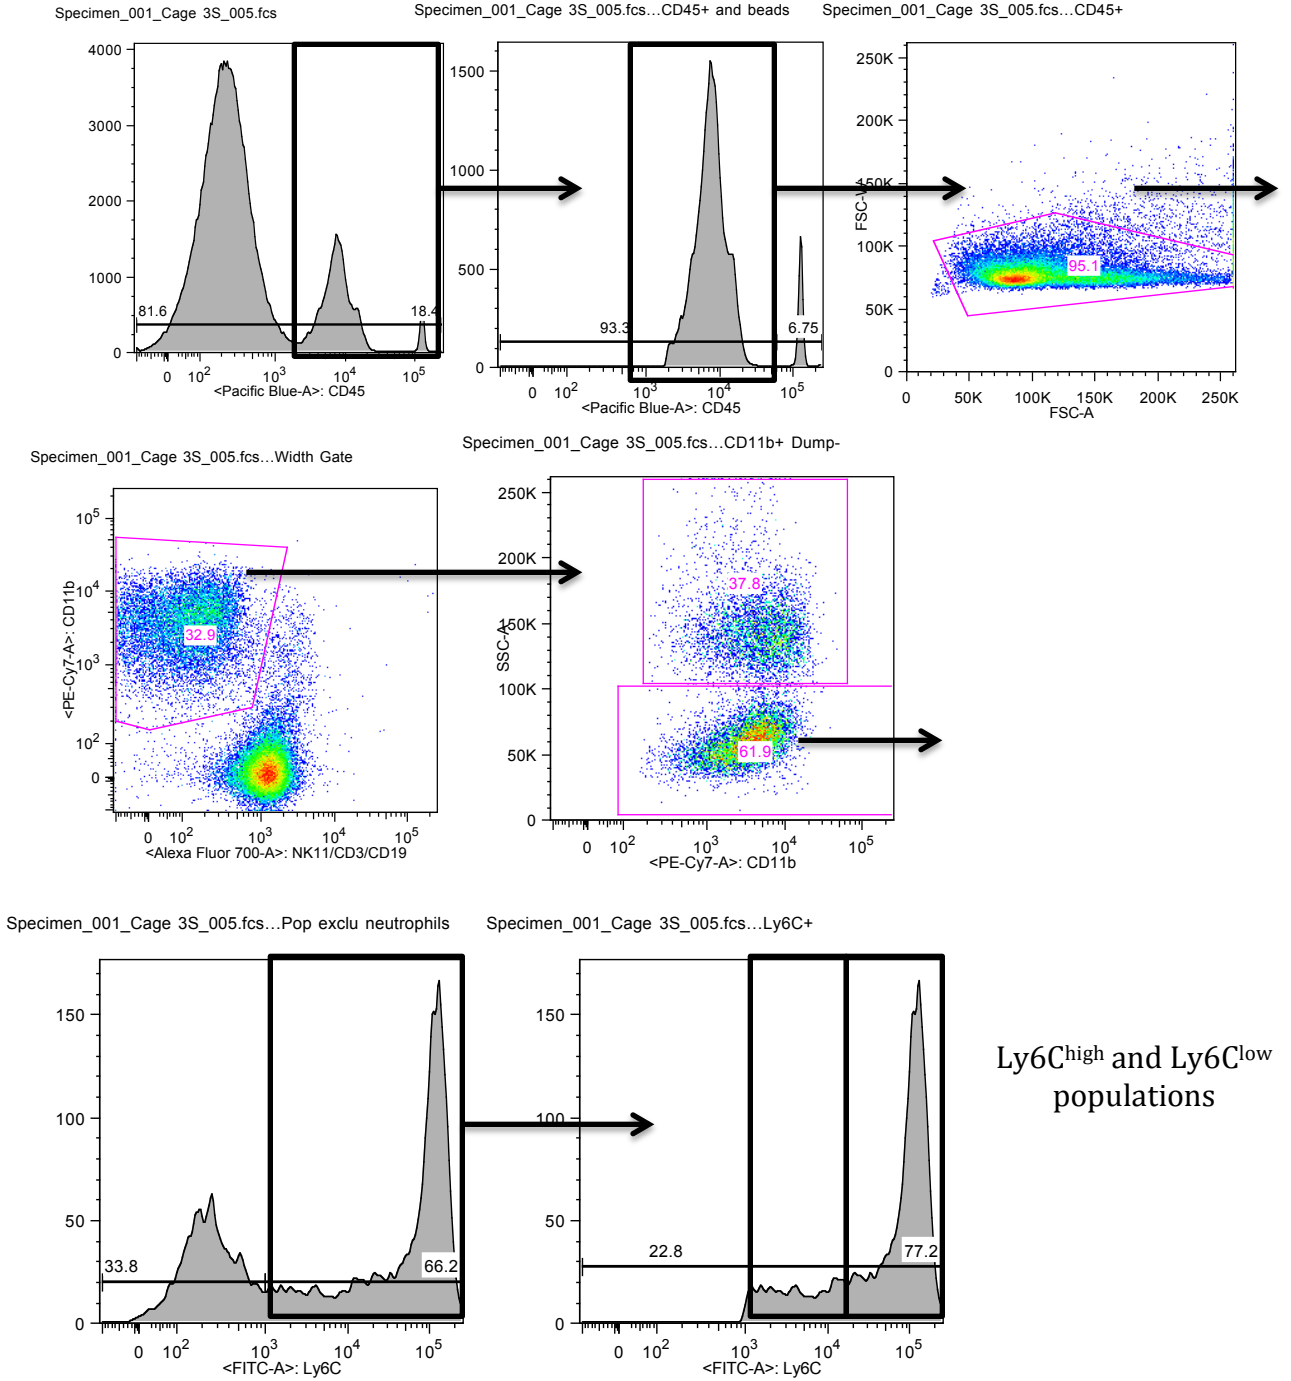 Specimen_001_Cage 3S_005.fcs
Specimen_001_Cage 3S_005.fcs...CD45+ and beads
Specimen_001_Cage 3S_005.fcs...CD45+
4000
3000
2000
1000
0
81.6
18.4
0 10^2 10^3 10^4 10^5
<Pacific Blue-A>: CD45
1500
1000
500
0
93.3
6.75
0 10^2 10^3 10^4 10^5
<Pacific Blue-A>: CD45
250K
200K
150K
100K
50K
0
FSC-W
95.1
0 50K 100K 150K 200K 250K
FSC-A
Specimen_001_Cage 3S_005.fcs...Width Gate
Specimen_001_Cage 3S_005.fcs...CD11b+ Dump-
10^5
10^4
10^3
10^2
0
<PE-Cy7-A>: CD11b
32.9
0 10^2 10^3 10^4 10^5
<Alexa Fluor 700-A>: NK11/CD3/CD19
250K
200K
150K
100K
50K
0
SSC-A
37.8
61.9
0 10^2 10^3 10^4 10^5
<PE-Cy7-A>: CD11b
Specimen_001_Cage 3S_005.fcs...Pop exclu neutrophils
Specimen_001_Cage 3S_005.fcs...Ly6C+
150
100
50
0
33.8
66.2
0 10^2 10^3 10^4 10^5
<FITC-A>: Ly6C
150
100
50
0
22.8
77.2
0 10^2 10^3 10^4 10^5
<FITC-A>: Ly6C
Ly6C^high and Ly6C^low
populations